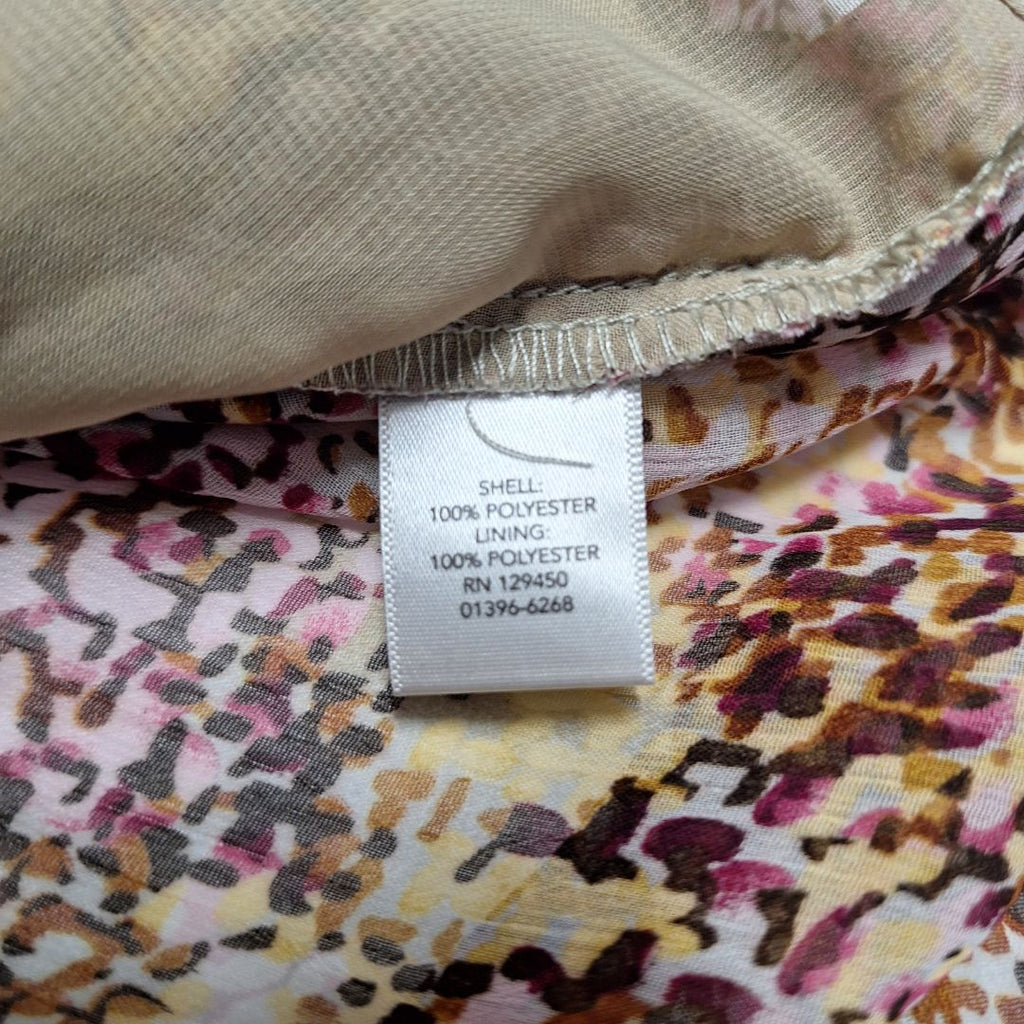 SHELL:
100% POLYESTER
LINING:
100% POLYESTER
RN 129450
01396-6268